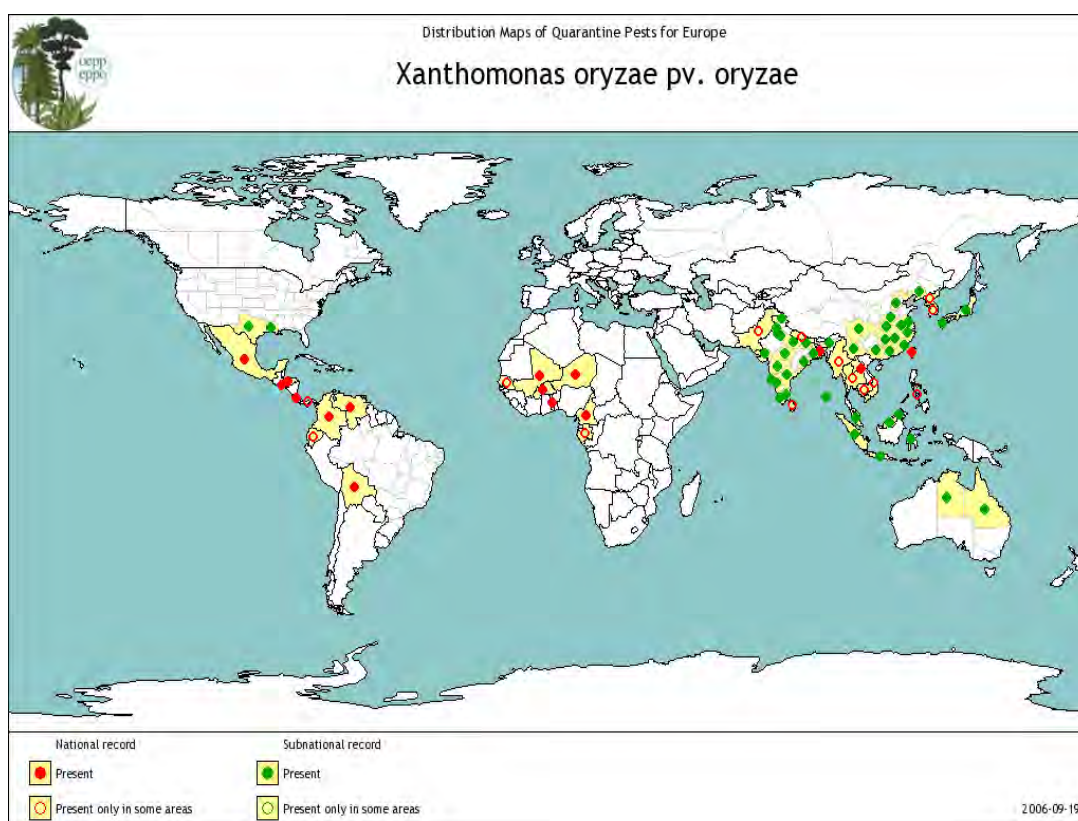 oepp
eppo
Distribution Maps of Quarantine Pests for Europe
Xanthomonas oryzae pv. oryzae
National record
Subnational record
Present
Present
Present only in some areas
Present only in some areas
2006-09-19